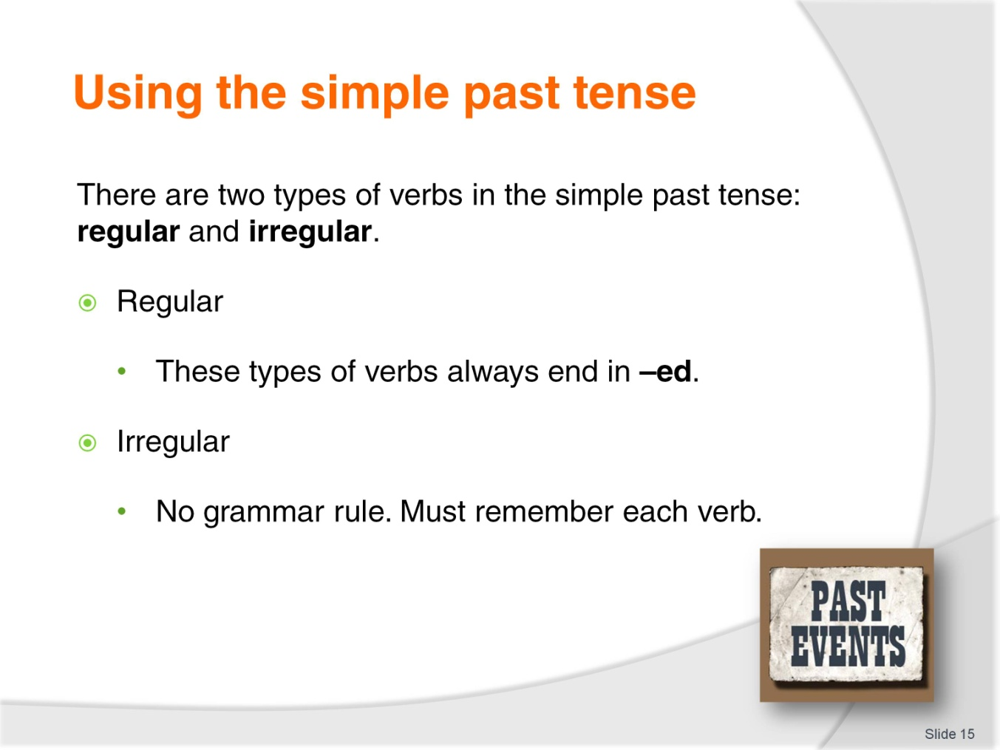 Using the simple past tense
There are two types of verbs in the simple past tense:
regular and irregular.
Regular
• These types of verbs always end in –ed.
Irregular
• No grammar rule. Must remember each verb.
PAST
EVENTS
Slide 15